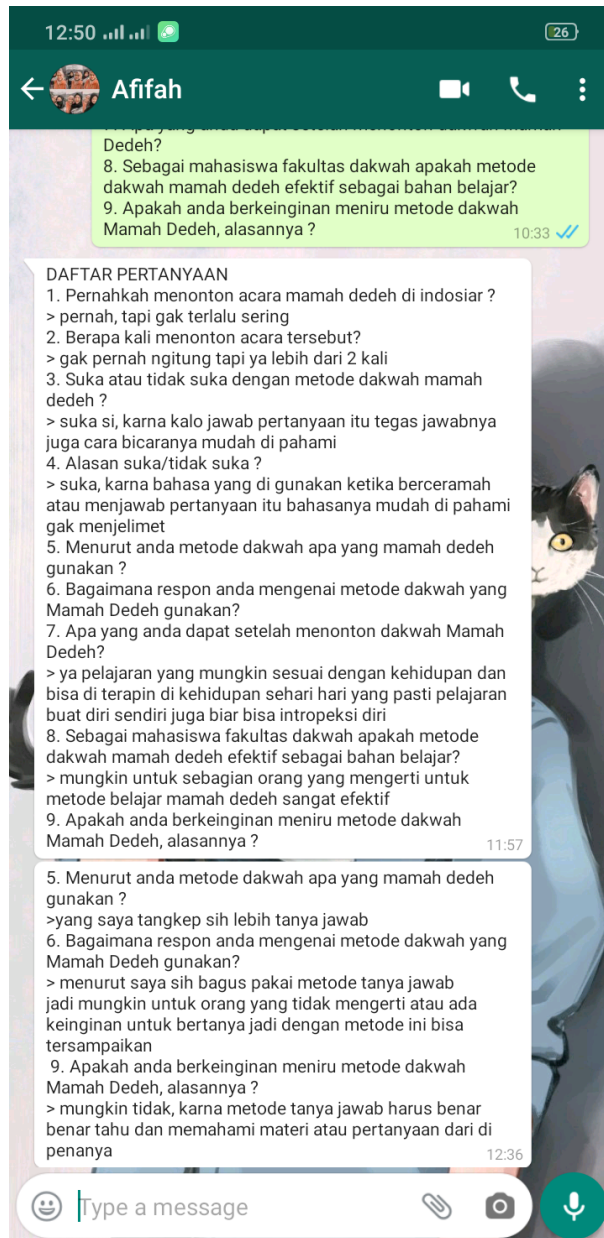 12:50
26
Afifah
Dedeh?
8. Sebagai mahasiswa fakultas dakwah apakah metode
dakwah mamah dedeh efektif sebagai bahan belajar?
9. Apakah anda berkeinginan meniru metode dakwah
Mamah Dedeh, alasannya ?
10:33
DAFTAR PERTANYAAN
1. Pernahkah menonton acara mamah dedeh di indosiar ?
> pernah, tapi gak terlalu sering
2. Berapa kali menonton acara tersebut?
> gak pernah ngitung tapi ya lebih dari 2 kali
3. Suka atau tidak suka dengan metode dakwah mamah
dedeh ?
> suka si, karna kalo jawab pertanyaan itu tegas jawabnya
juga cara bicaranya mudah di pahami
4. Alasan suka/tidak suka ?
> suka, karna bahasa yang di gunakan ketika berceramah
atau menjawab pertanyaan itu bahasanya mudah di pahami
gak menjelimet
5. Menurut anda metode dakwah apa yang mamah dedeh
gunakan ?
6. Bagaimana respon anda mengenai metode dakwah yang
Mamah Dedeh gunakan?
7. Apa yang anda dapat setelah menonton dakwah Mamah
Dedeh?
> ya pelajaran yang mungkin sesuai dengan kehidupan dan
bisa di terapin di kehidupan sehari hari yang pasti pelajaran
buat diri sendiri juga biar bisa intropeksi diri
8. Sebagai mahasiswa fakultas dakwah apakah metode
dakwah mamah dedeh efektif sebagai bahan belajar?
> mungkin untuk sebagian orang yang mengerti untuk
metode belajar mamah dedeh sangat efektif
9. Apakah anda berkeinginan meniru metode dakwah
Mamah Dedeh, alasannya ?
11:57
5. Menurut anda metode dakwah apa yang mamah dedeh
gunakan ?
>yang saya tangkep sih lebih tanya jawab
6. Bagaimana respon anda mengenai metode dakwah yang
Mamah Dedeh gunakan?
> menurut saya sih bagus pakai metode tanya jawab
jadi mungkin untuk orang yang tidak mengerti atau ada
keinginan untuk bertanya jadi dengan metode ini bisa
tersampaikan
9. Apakah anda berkeinginan meniru metode dakwah
Mamah Dedeh, alasannya ?
> mungkin tidak, karna metode tanya jawab harus benar
benar tahu dan memahami materi atau pertanyaan dari di
penanya
12:36
Type a message